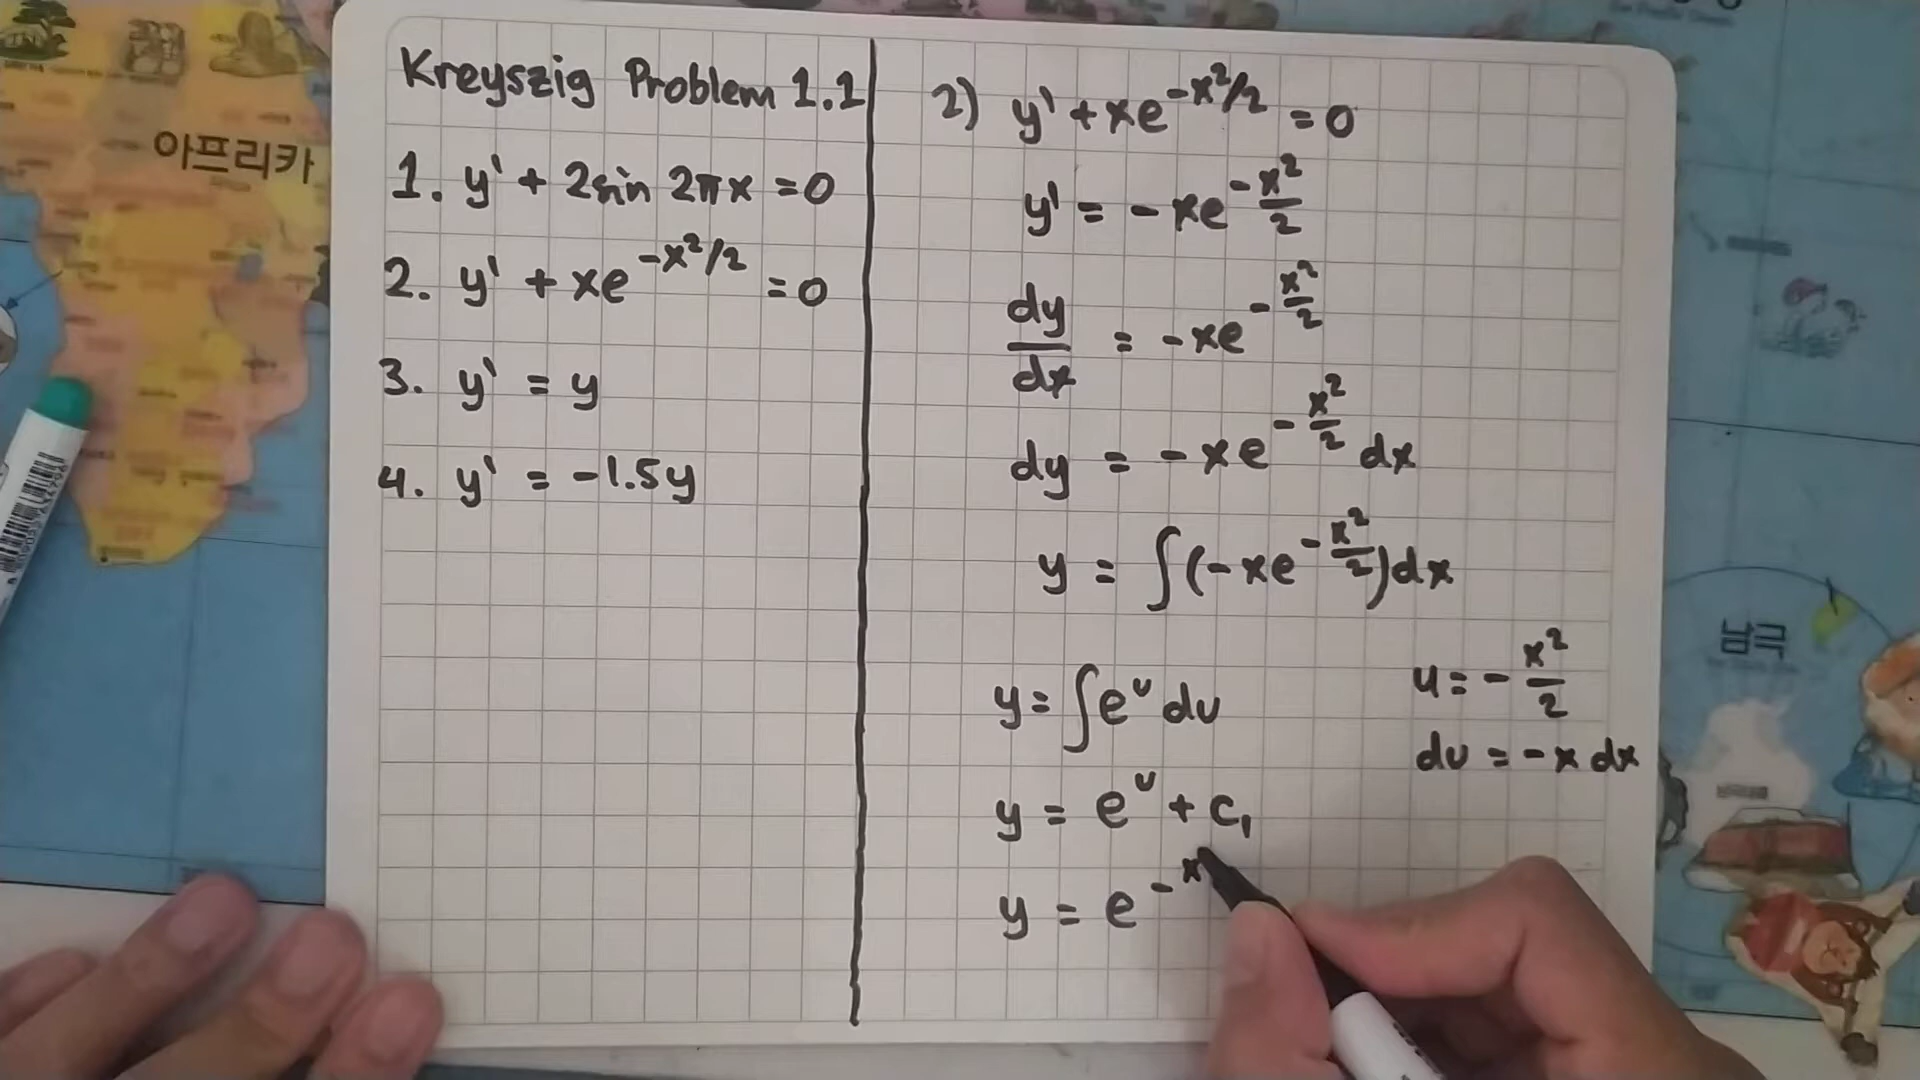 아프리카
Kreyszig Problem 1.1
1. y' + 2sin 2πx = 0
2. y' + xe^{-x²/2} = 0
3. y' = y
4. y' = -1.5y
2) y' + xe^{-x²/2} = 0
y' = -xe^{-x²/2}
dy/dx = -xe^{-x²/2}
dy = -xe^{-x²/2} dx
y = ∫(-xe^{-x²/2})dx
u = -x²/2
du = -x dx
y = ∫e^u du
y = e^u + c₁
y = e^{-x
남극